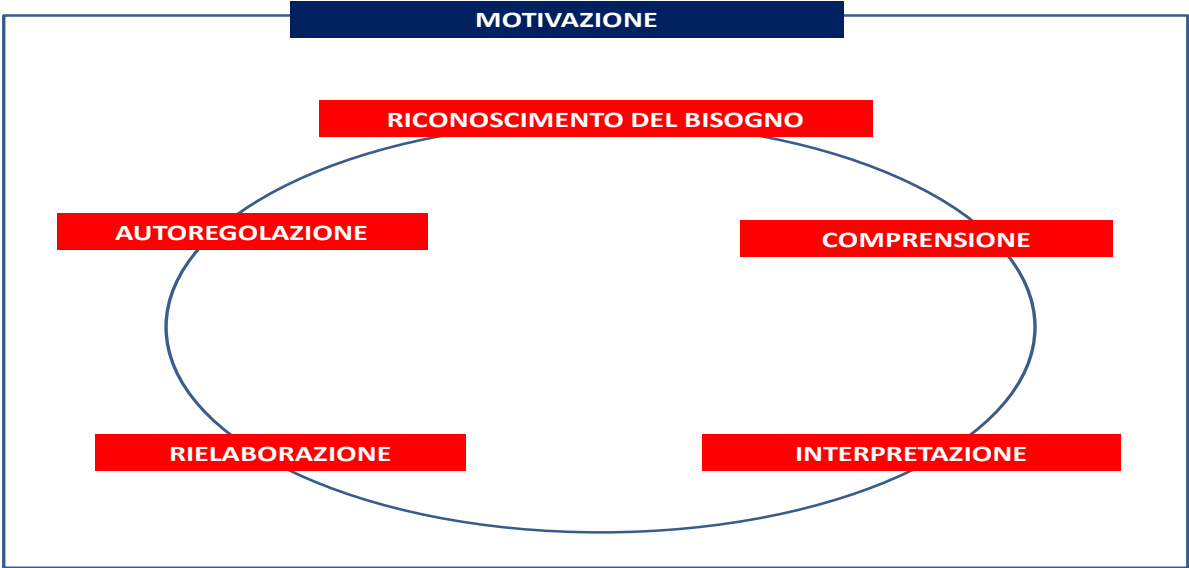 MOTIVAZIONE
RICONOSCIMENTO DEL BISOGNO
AUTOREGOLAZIONE
COMPRENSIONE
RIELABORAZIONE
INTERPRETAZIONE